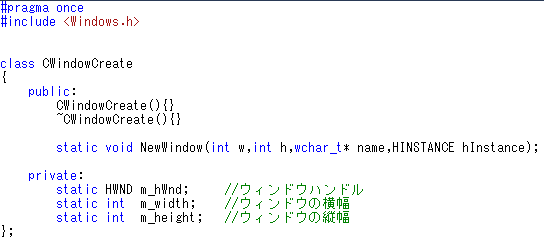 #pragma once
#include <Windows.h>
class CWindowCreate
{
public:
CWindowCreate(){}
~CWindowCreate(){}
static void NewWindow(int w,int h,wchar_t* name,HINSTANCE hInstance);
private:
static HWND m_hWnd; //ウィンドウハンドル
static int m_width; //ウィンドウの横幅
static int m_height; //ウィンドウの縦幅
};